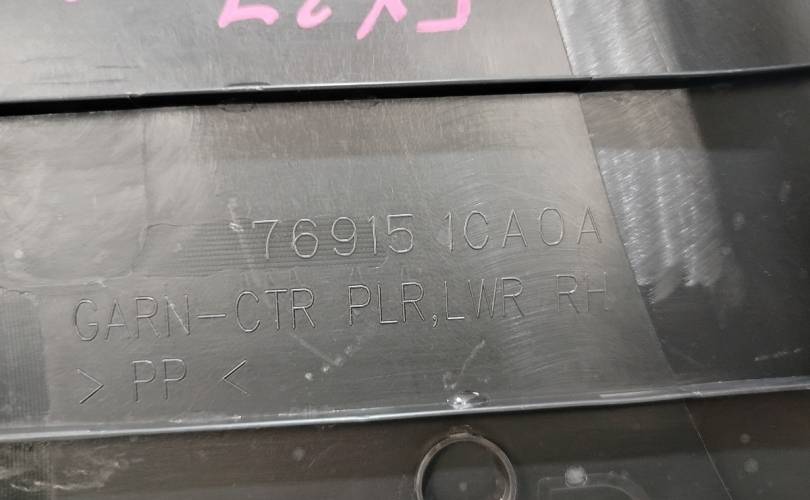 76915 1CA0A
GARN-CTR PLR,LWR RH
> PP <